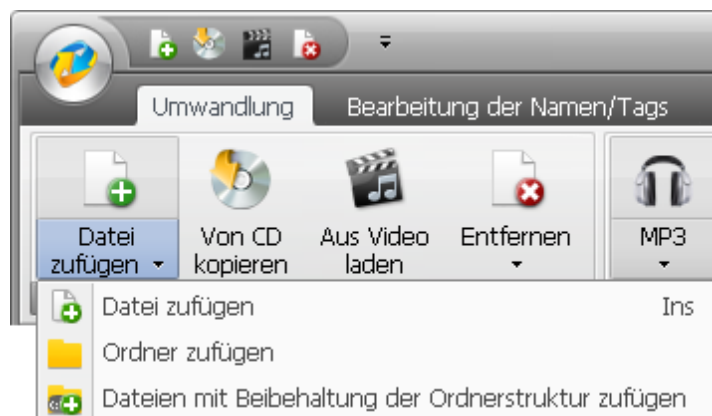 Umwandlung Bearbeitung der Namen/Tags
Datei zufügen
Von CD kopieren
Aus Video laden
Entfernen
MP3
Datei zufügen Ins
Ordner zufügen
Dateien mit Beibehaltung der Ordnerstruktur zufügen